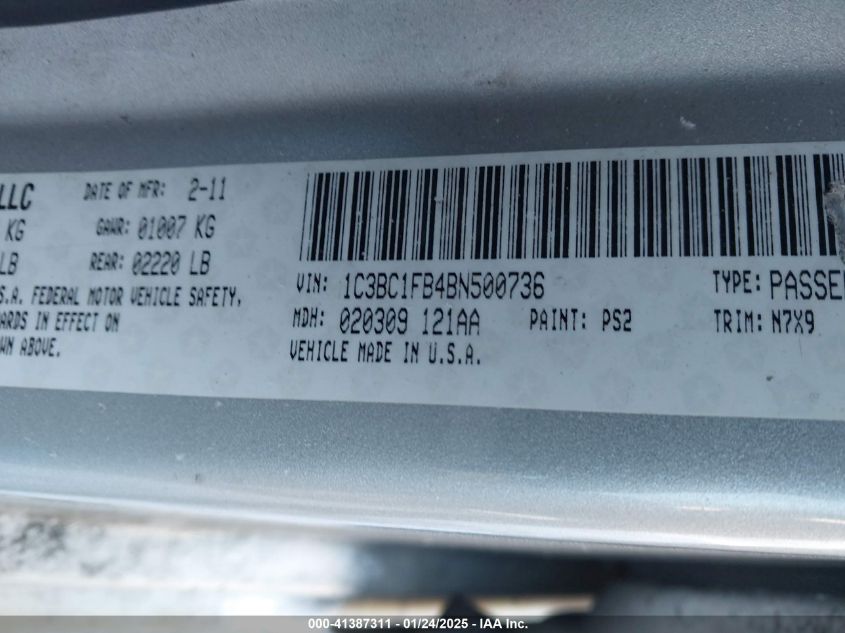 LLC DATE OF MFR: 2-11
KG GAWR: 01007 KG
LB REAR: 02220 LB
S.A. FEDERAL MOTOR VEHICLE SAFETY,
ARDS IN EFFECT ON
WN ABOVE.
VIN: 1C3BC1FB4BN500736 TYPE: PASSEN
MDH: 020309 121AA PAINT: PS2 TRIM: N7X9
VEHICLE MADE IN U.S.A.
000-41387311 - 01/24/2025 - IAA Inc.